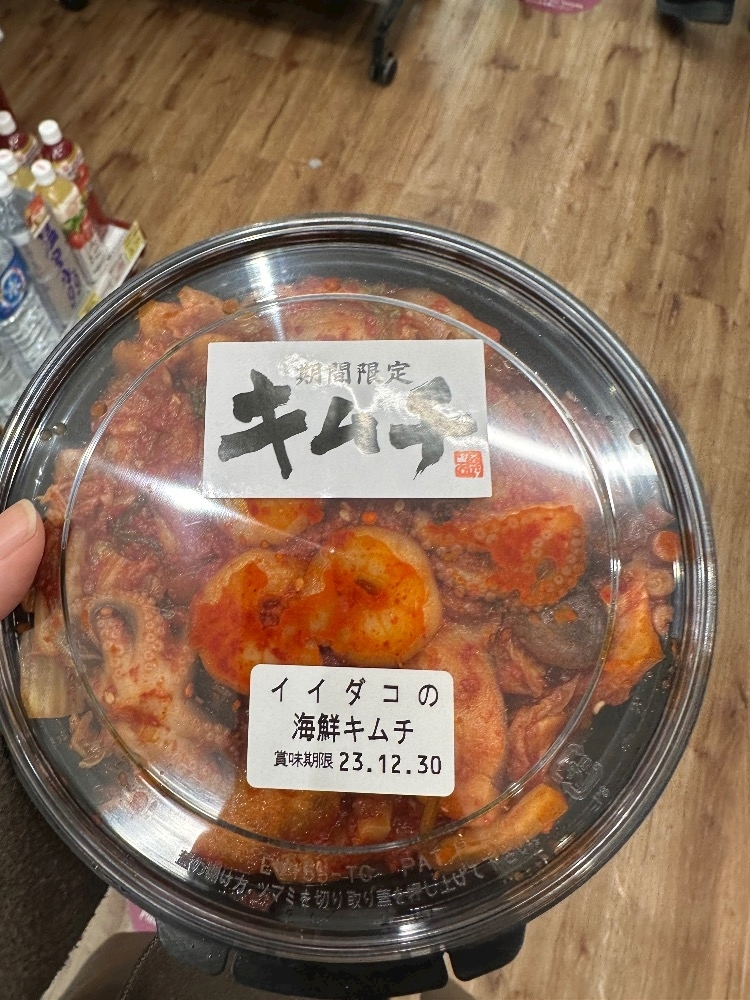 期間限定
キムチ
イイダコの
海鮮キムチ
賞味期限 23.12.30